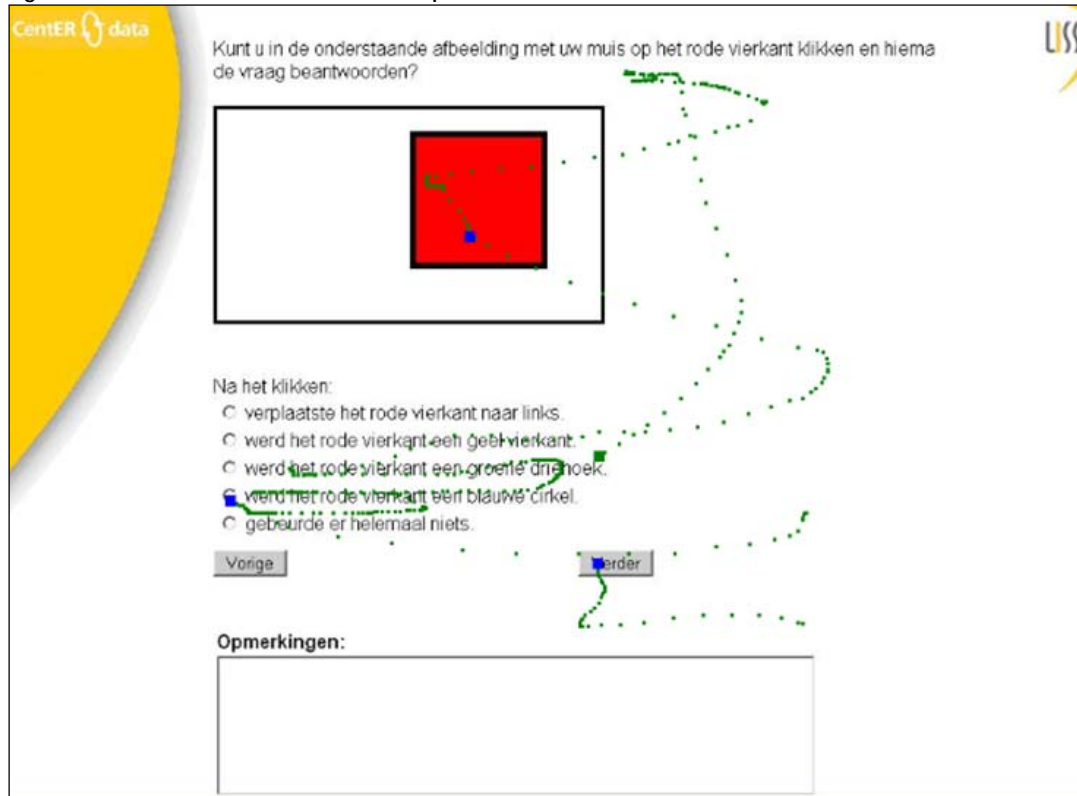 CentER data
LISS
Kunt u in de onderstaande afbeelding met uw muis op het rode vierkant klikken en hierna
de vraag beantwoorden?
Na het klikken:
verplaatste het rode vierkant naar links.
werd het rode vierkant een geel vierkant.
werd het rode vierkant een groene driehoek.
werd het rode vierkant een blauwe cirkel.
gebeurde er helemaal niets.
Vorige
Verder
Opmerkingen: